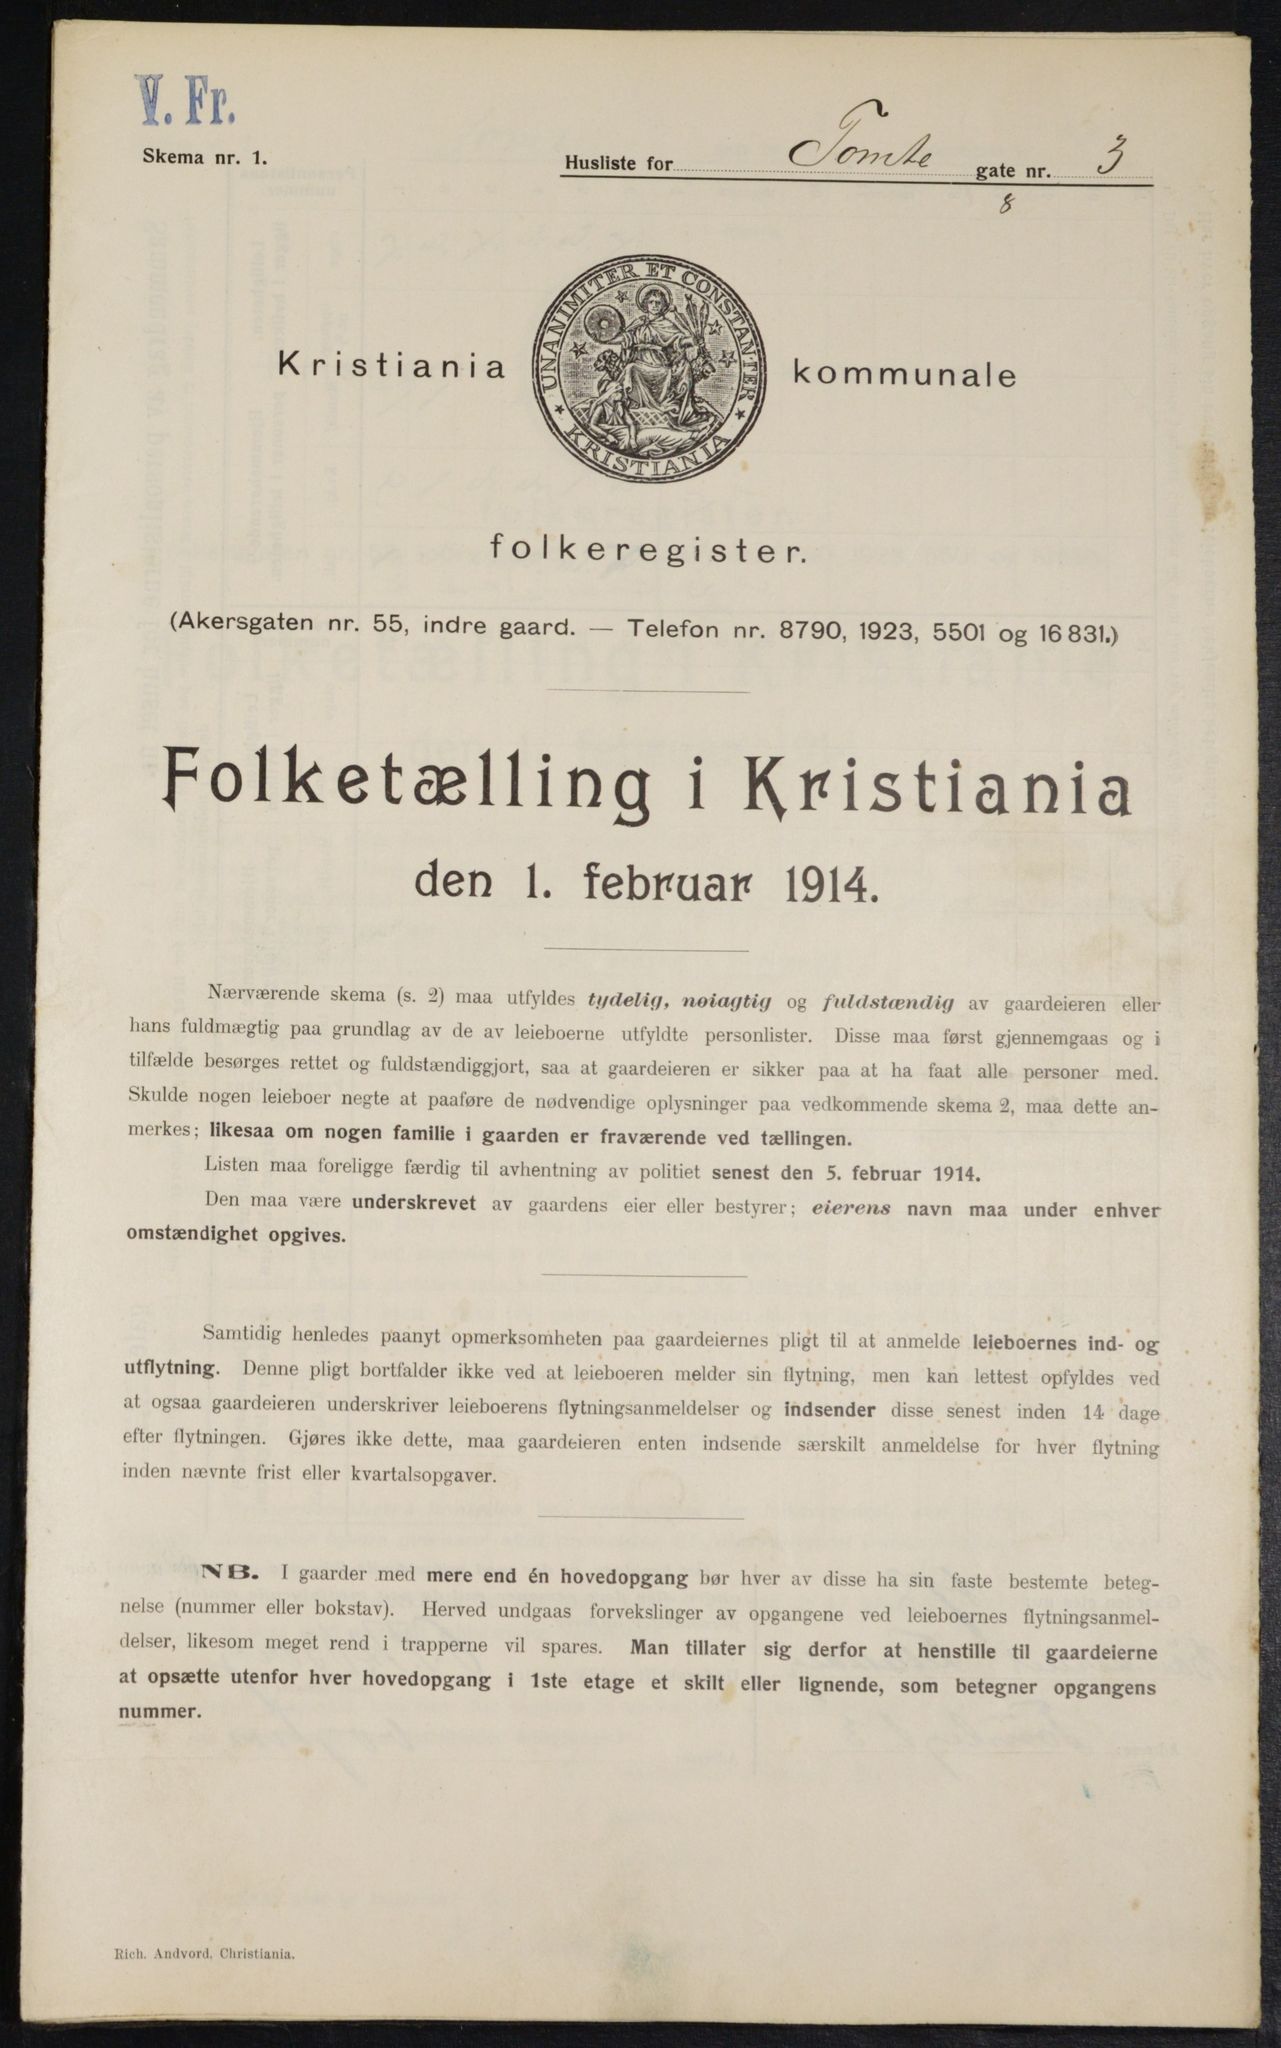 V. Fr.
Skema nr. 1.
Husliste for Tomte gate nr. 3
8
UNANIMITER ET CONSTANTER
KRISTIANIA
Kristiania kommunale
folkeregister.
(Akersgaten nr. 55, indre gaard. — Telefon nr. 8790, 1923, 5501 og 16 831.)
Folketælling i Kristiania
den 1. februar 1914.
Nærværende skema (s. 2) maa utfyldes tydelig, nøiagtig og fuldstændig av gaardeieren eller
hans fuldmægtig paa grundlag av de av leieboerne utfyldte personlister. Disse maa først gjennemgaas og i
tilfælde besørges rettet og fuldstændiggjort, saa at gaardeieren er sikker paa at ha faat alle personer med.
Skulde nogen leieboer negte at paaføre de nødvendige oplysninger paa vedkommende skema 2, maa dette an-
merkes; likesaa om nogen familie i gaarden er fraværende ved tællingen.
Listen maa foreligge færdig til avhentning av politiet senest den 5. februar 1914.
Den maa være underskrevet av gaardens eier eller bestyrer; eierens navn maa under enhver
omstændighet opgives.
Samtidig henledes paanyt opmerksomheten paa gaardeiernes pligt til at anmelde leieboernes ind- og
utflytning. Denne pligt bortfalder ikke ved at leieboeren melder sin flytning, men kan lettest opfyldes ved
at ogsaa gaardeieren underskriver leieboerens flytningsanmeldelser og indsender disse senest inden 14 dage
efter flytningen. Gjøres ikke dette, maa gaardeieren enten indsende særskilt anmeldelse for hver flytning
inden nævnte frist eller kvartalsopgaver.
NB. I gaarder med mere end én hovedopgang bør hver av disse ha sin faste bestemte beteg-
nelse (nummer eller bokstav). Herved undgaas forvekslinger av opgangene ved leieboernes flytningsanmel-
delser, likesom meget rend i trapperne vil spares. Man tillater sig derfor at henstille til gaardeierne
at opsætte utenfor hver hovedopgang i 1ste etage et skilt eller lignende, som betegner opgangens
nummer.
Rich. Andvord, Christiania.